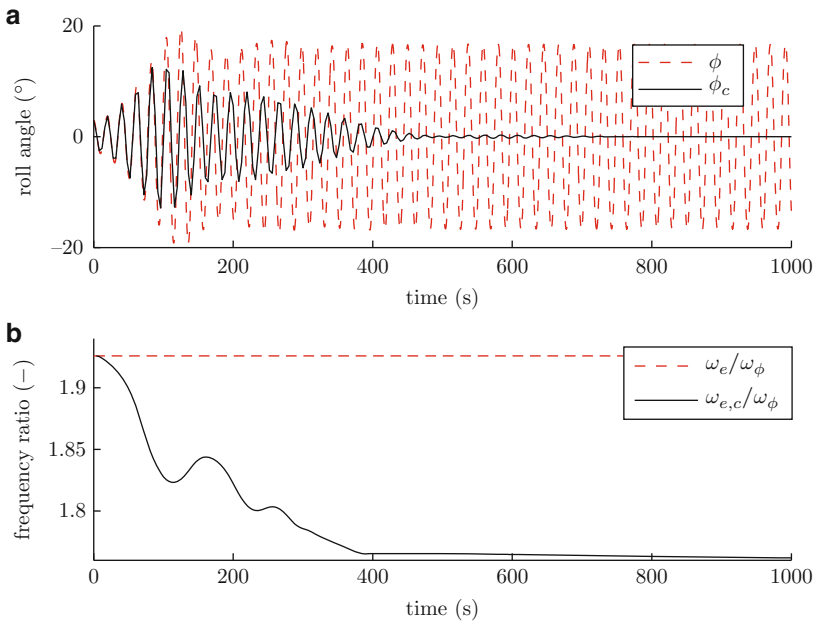 a
20
0
−20
roll angle (°)
ϕ
ϕ_c
0 200 400 600 800 1000
time (s)
b
1.9
1.85
1.8
frequency ratio (−)
ω_e/ω_ϕ
ω_{e,c}/ω_ϕ
0 200 400 600 800 1000
time (s)